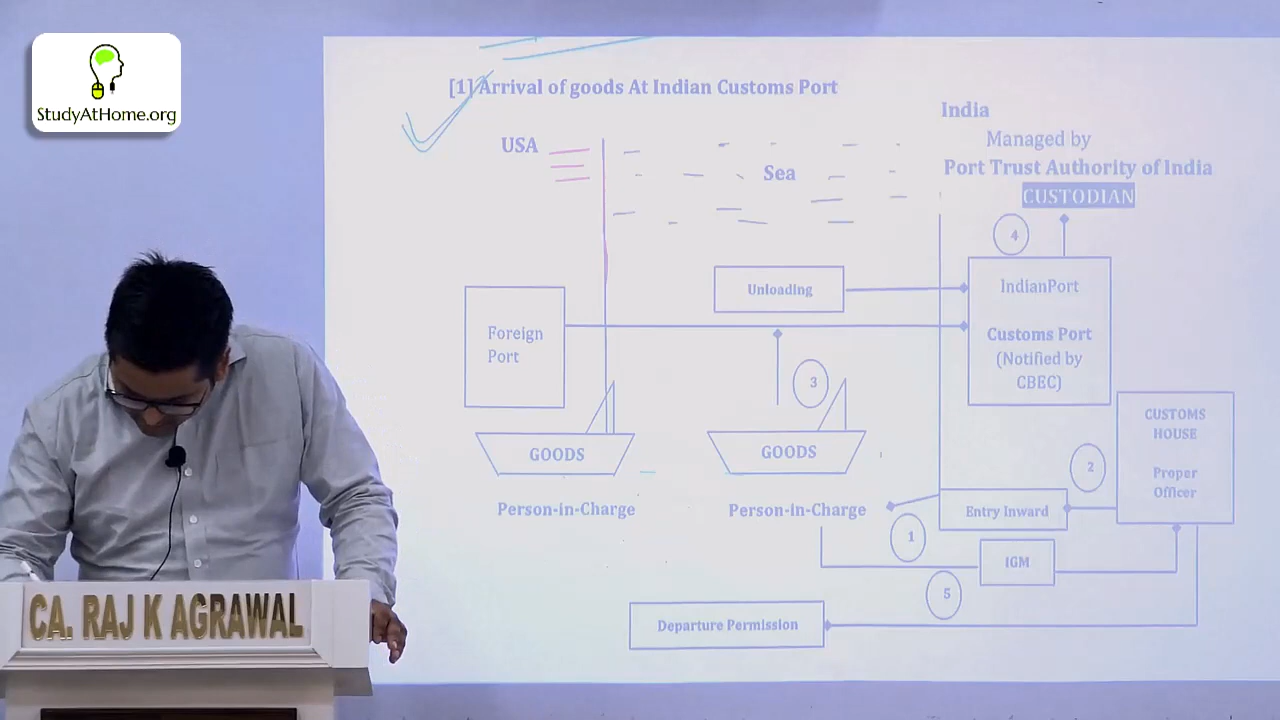 StudyAtHome.org
[1] Arrival of goods At Indian Customs Port
India
USA
Managed by
Sea
Port Trust Authority of India
CUSTODIAN
4
Unloading
IndianPort
Foreign
Port
Customs Port
(Notified by
CBEC)
3
CUSTOMS
HOUSE
Proper
Officer
GOODS
GOODS
2
Person-in-Charge
Person-in-Charge
Entry Inward
1
IGM
5
Departure Permission
CA. RAJ K AGRAWAL